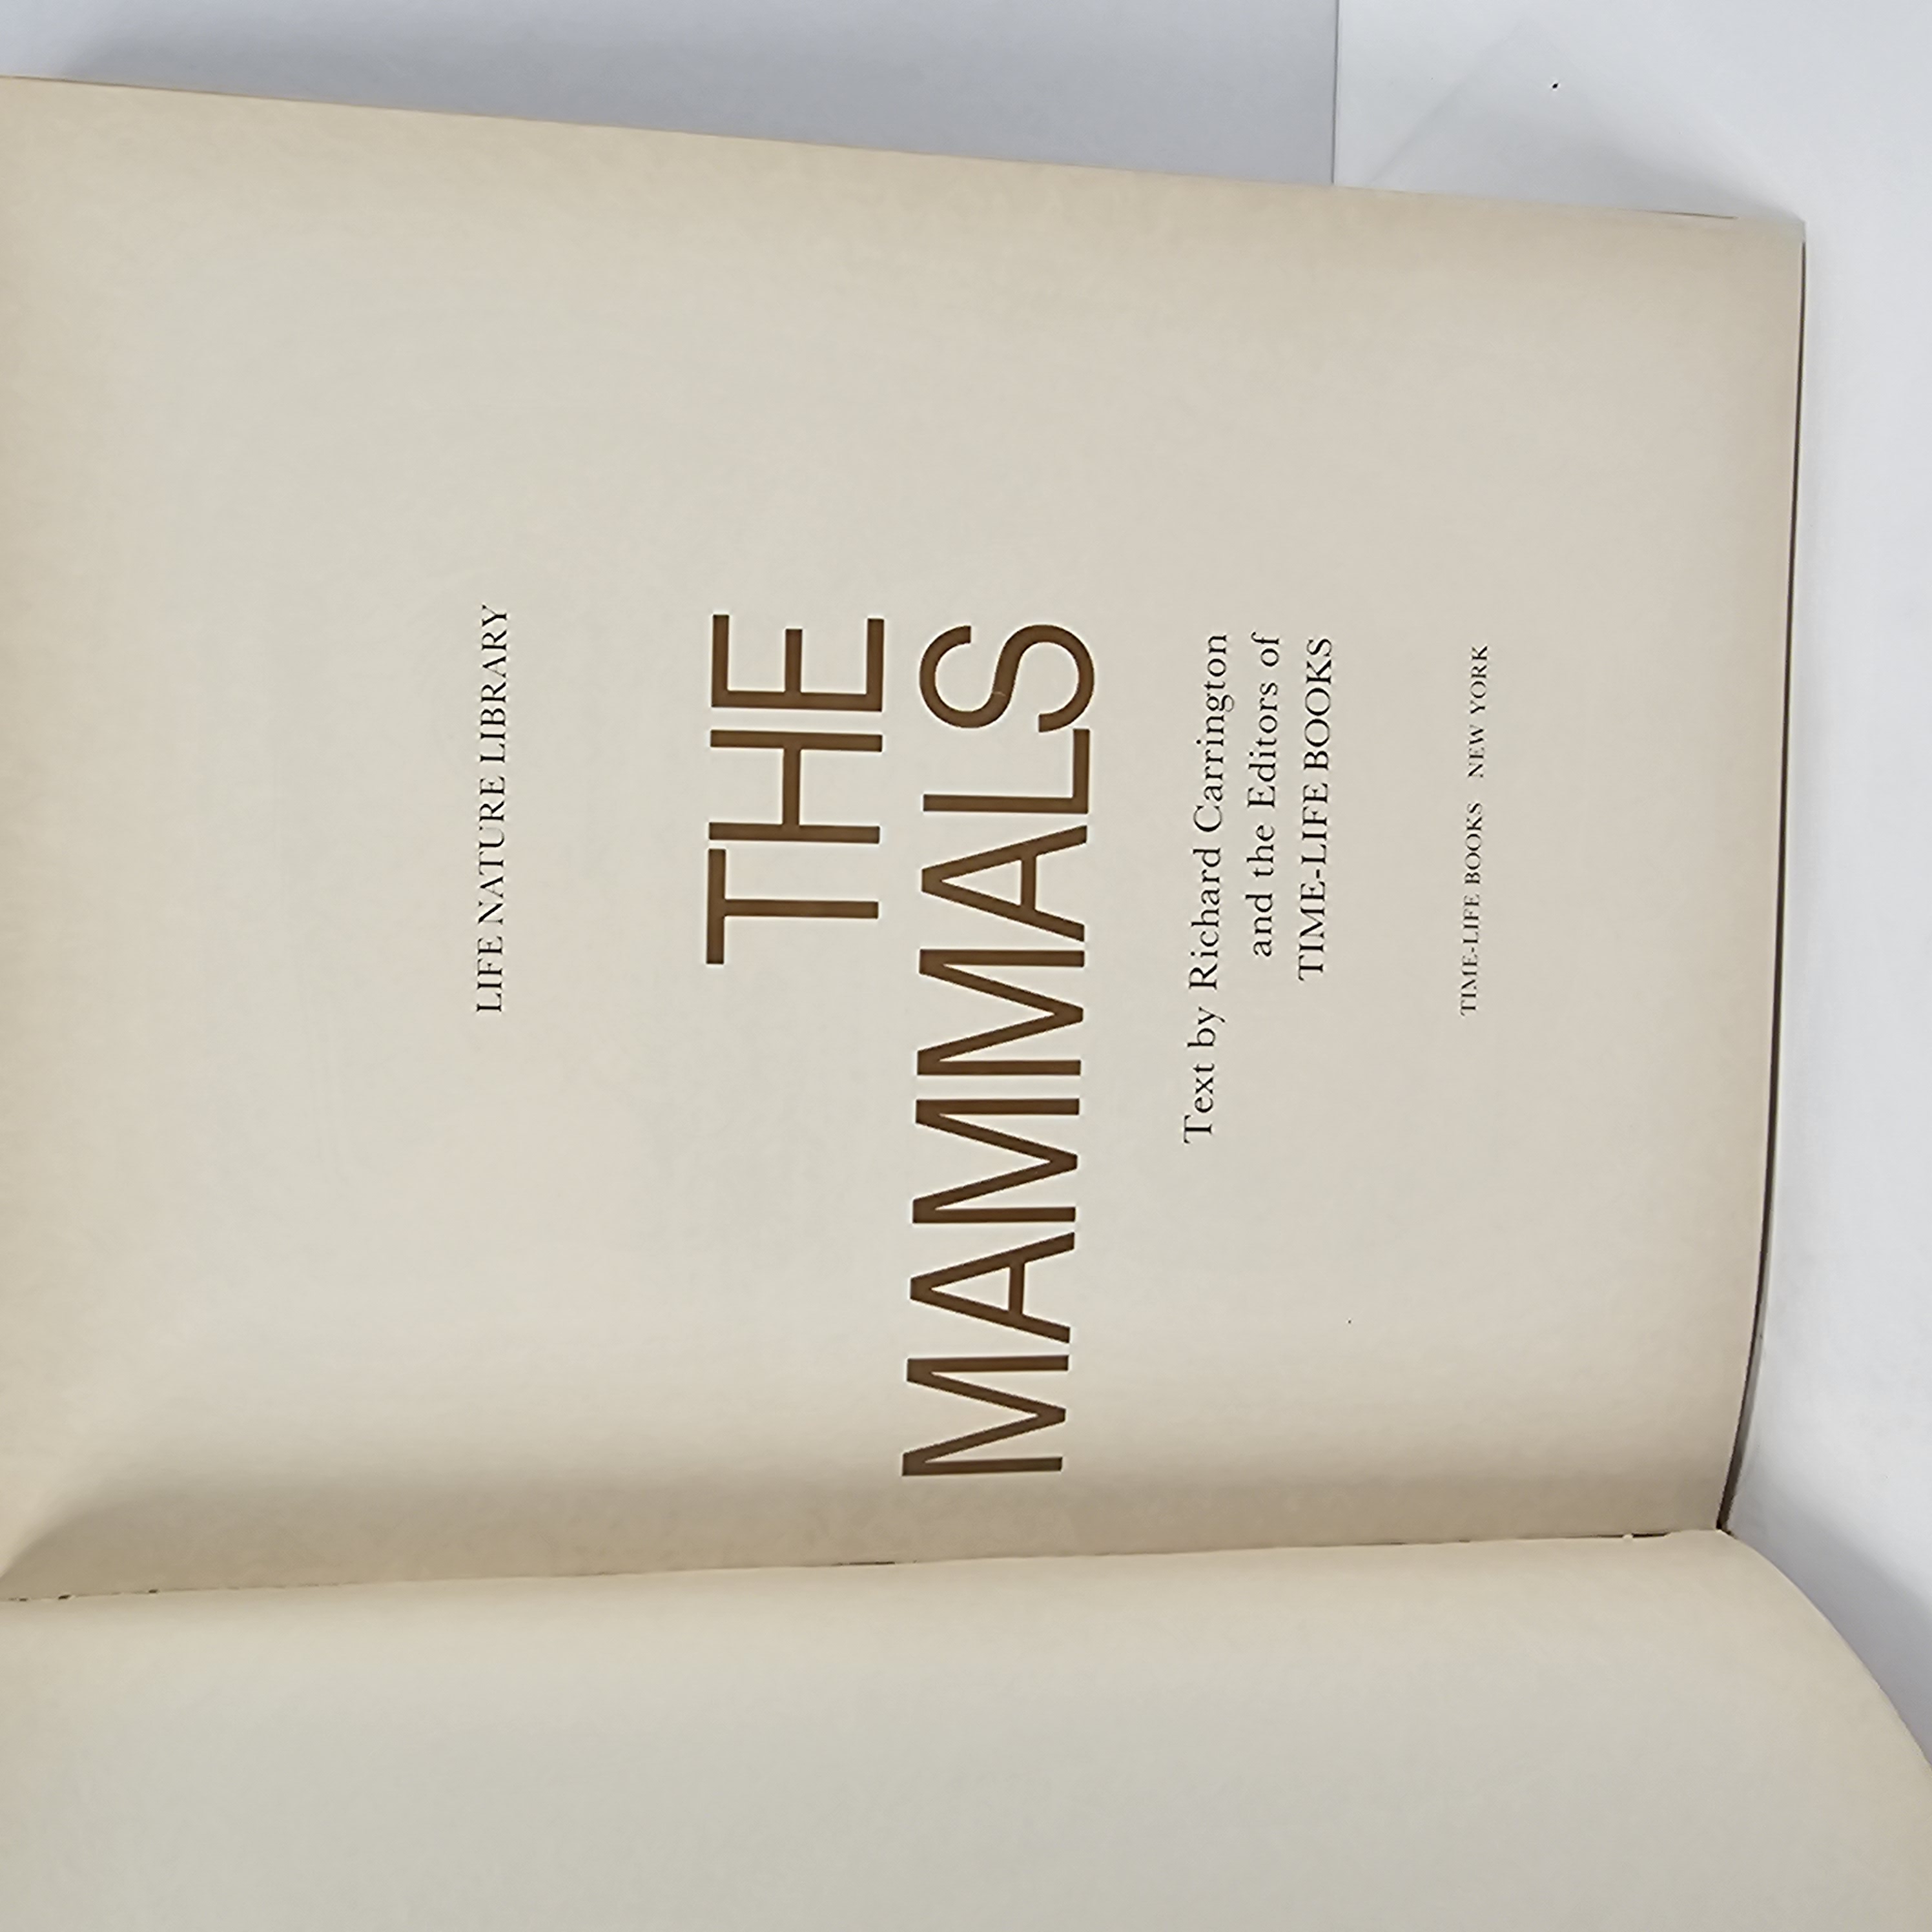 LIFE NATURE LIBRARY
THE
MAMMALS
Text by Richard Carrington
and the Editors of
TIME-LIFE BOOKS
TIME-LIFE BOOKS NEW YORK